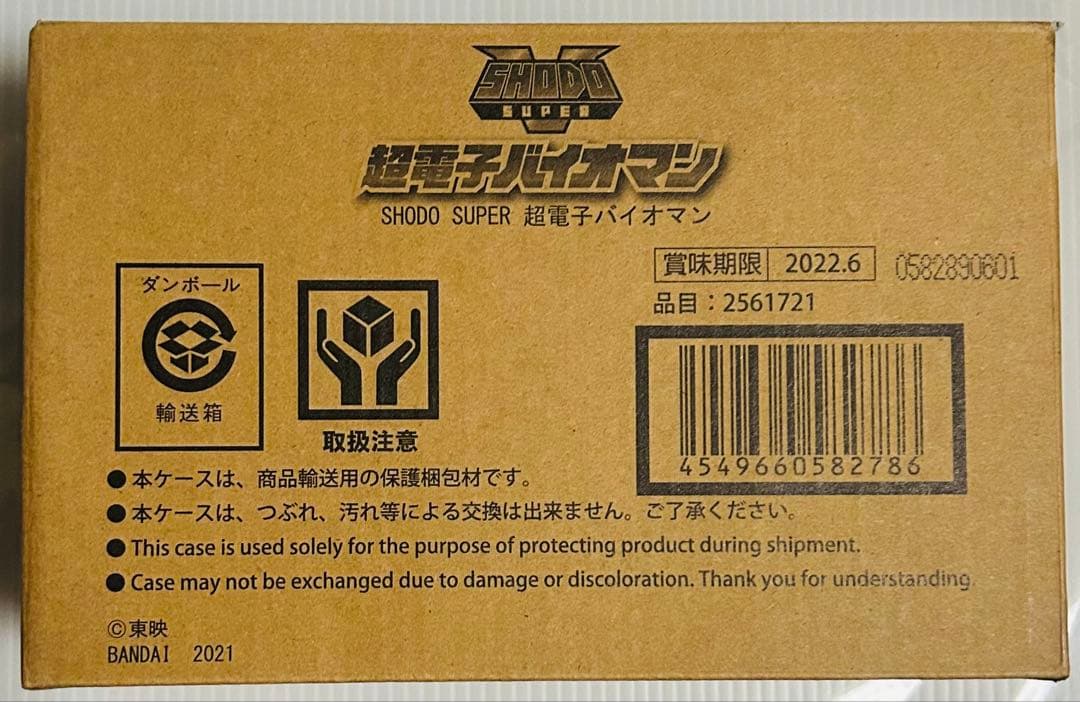 SHODO
SUPER
超電子バイオマン
SHODO SUPER 超電子バイオマン
賞味期限 2022.6 0582890601
品目：2561721
4549660582786
ダンボール
輸送箱
取扱注意
●本ケースは、商品輸送用の保護梱包材です。
●本ケースは、つぶれ、汚れ等による交換は出来ません。ご了承ください。
●This case is used solely for the purpose of protecting product during shipment.
●Case may not be exchanged due to damage or discoloration. Thank you for understanding.
©東映
BANDAI 2021